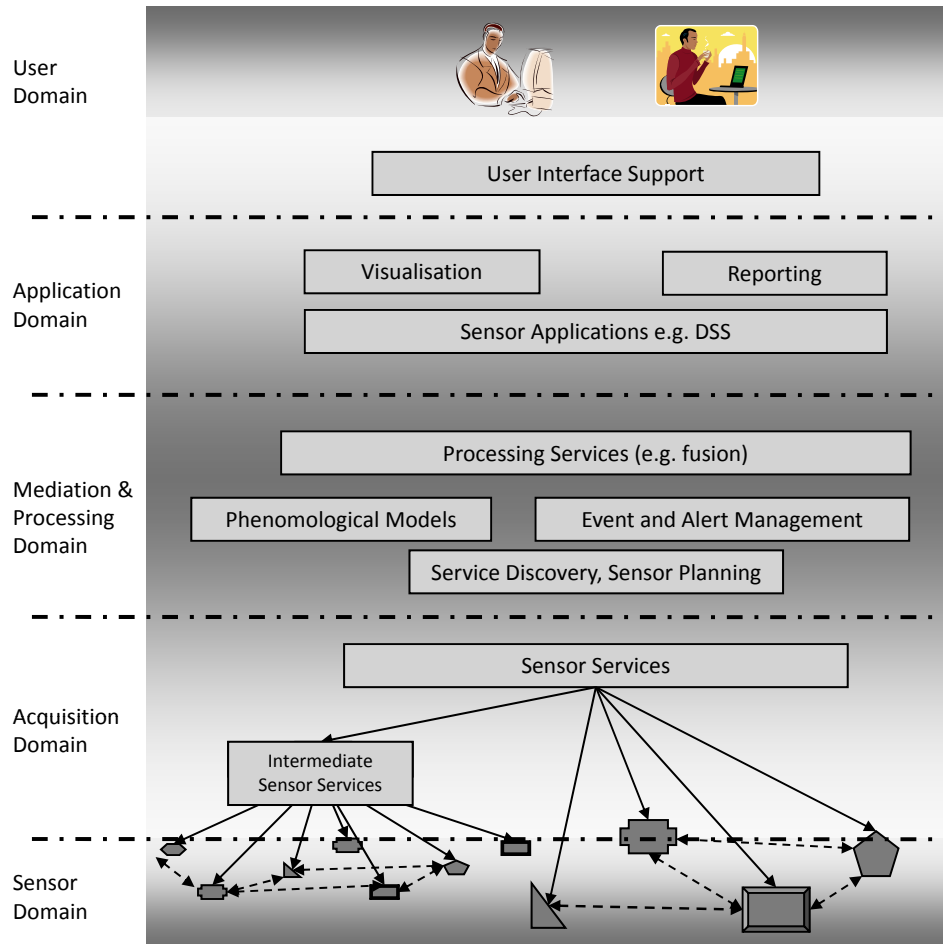 User
Domain
User Interface Support
Application
Domain
Visualisation
Reporting
Sensor Applications e.g. DSS
Mediation &
Processing
Domain
Processing Services (e.g. fusion)
Phenomological Models
Event and Alert Management
Service Discovery, Sensor Planning
Acquisition
Domain
Sensor Services
Intermediate
Sensor Services
Sensor
Domain